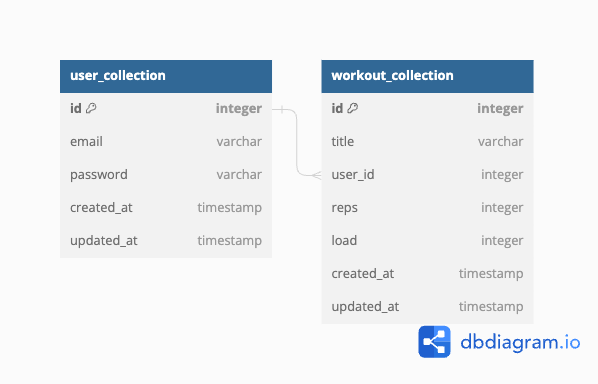 user_collection
id integer
email varchar
password varchar
created_at timestamp
updated_at timestamp
workout_collection
id integer
title varchar
user_id integer
reps integer
load integer
created_at timestamp
updated_at timestamp
dbdiagram.io